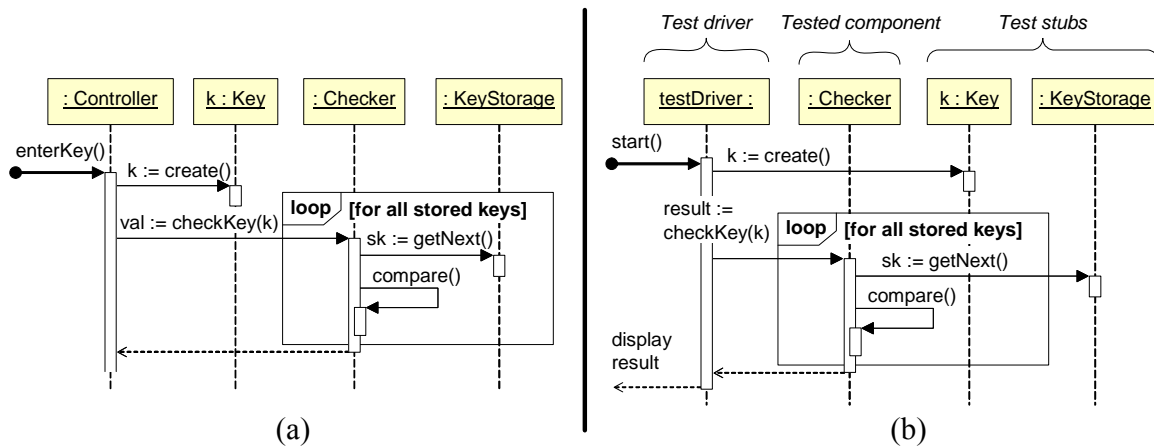 : Controller
k : Key
: Checker
: KeyStorage
enterKey()
k := create()
loop
[for all stored keys]
val := checkKey(k)
sk := getNext()
compare()
(a)
Test driver
Tested component
Test stubs
testDriver :
: Checker
k : Key
: KeyStorage
start()
k := create()
result :=
checkKey(k)
loop
[for all stored keys]
sk := getNext()
compare()
display
result
(b)